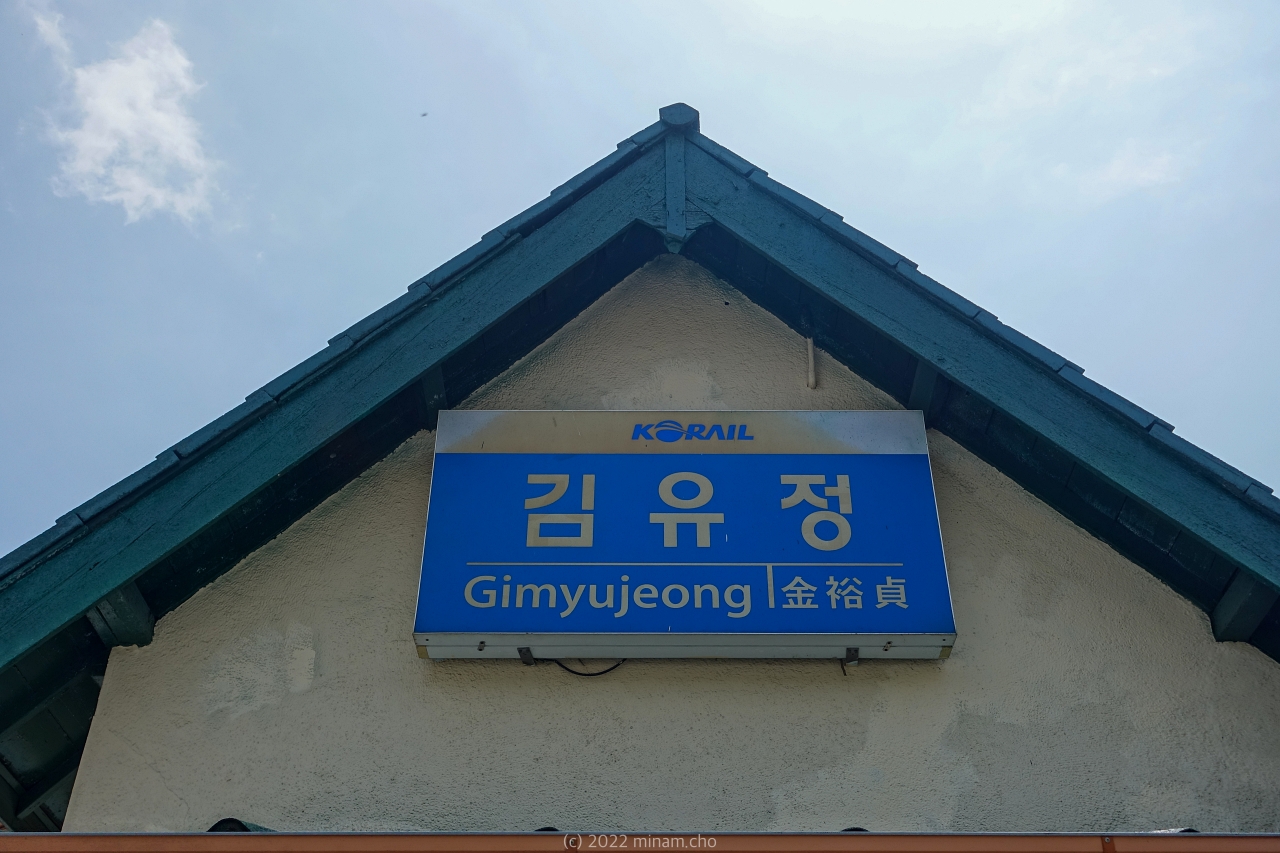 KORAIL
김유정
Gimyujeong 金裕貞
(c) 2022 minam.cho